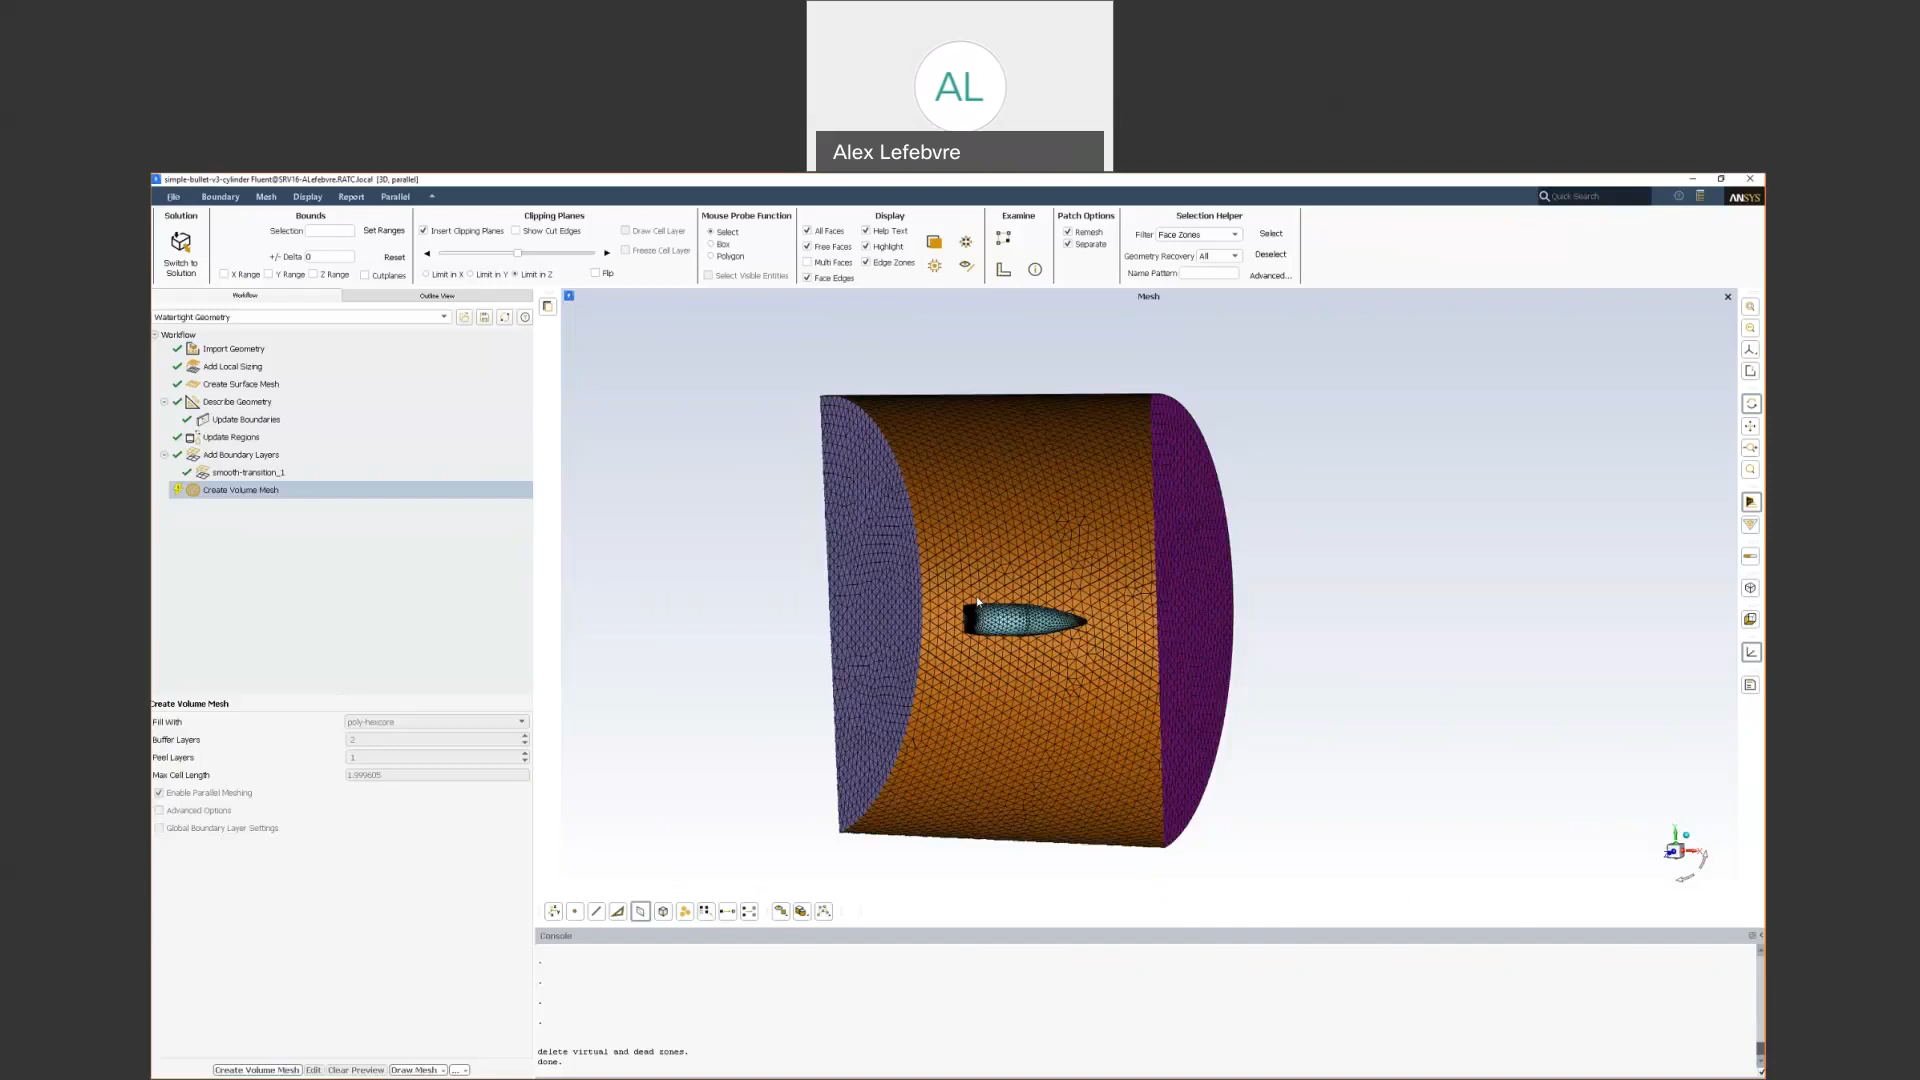 AL
Alex Lefebvre
simple-bullet-v3-cylinder Fluent@SRV16-ALefebvre.RATC.local [3D, parallel]
File Boundary Mesh Display Report Parallel
Quick Search
ANSYS
Solution Bounds Clipping Planes Mouse Probe Function Display Examine Patch Options Selection Helper
Switch to Solution
Selection Set Ranges
+/- Delta 0 Reset
X Range Y Range Z Range Cutplanes
Insert Clipping Planes Show Cut Edges Draw Cell Layer
Freeze Cell Layer
Limit in X Limit in Y Limit in Z Flip
Select
Box
Polygon
Select Visible Entities
All Faces Help Text
Free Faces Highlight
Multi Faces Edge Zones
Face Edges
Remesh
Separate
Filter Face Zones Select
Geometry Recovery All Deselect
Name Pattern Advanced...
Workflow Outline View
Watertight Geometry
Workflow
Import Geometry
Add Local Sizing
Create Surface Mesh
Describe Geometry
Update Boundaries
Update Regions
Add Boundary Layers
smooth-transition_1
Create Volume Mesh
Mesh
Create Volume Mesh
Fill With poly-hexcore
Buffer Layers 2
Peel Layers 1
Max Cell Length 1.999605
Enable Parallel Meshing
Advanced Options
Global Boundary Layer Settings
Create Volume Mesh Edit Clear Preview Draw Mesh ...
Console
.
.
.
.
delete virtual and dead zones.
done.